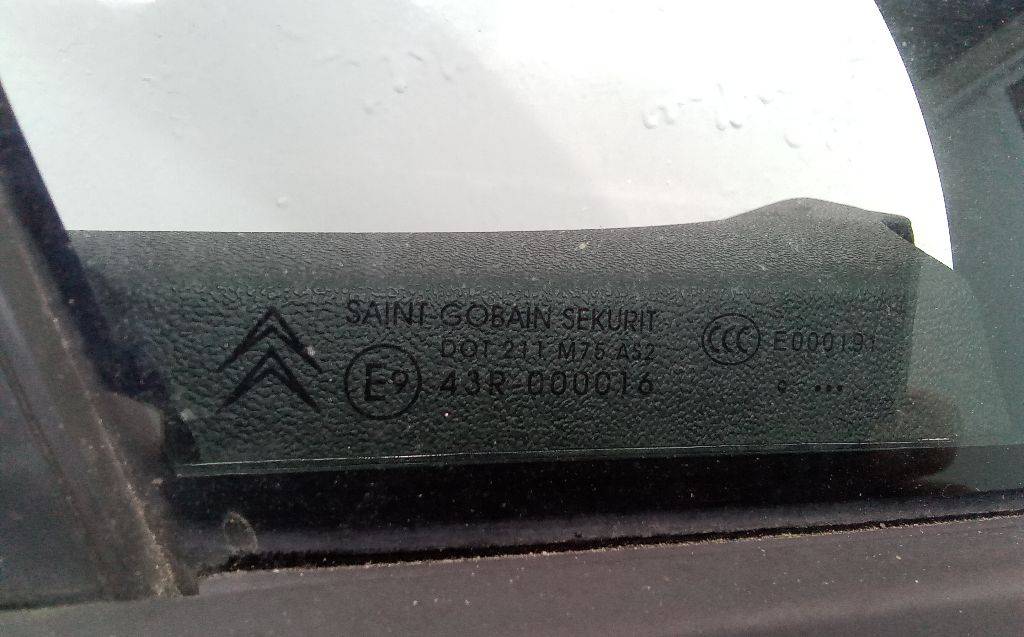 SAINT GOBAIN SEKURIT
DOT 211 M75 AS2
E9 43R-000016
CCC E000191